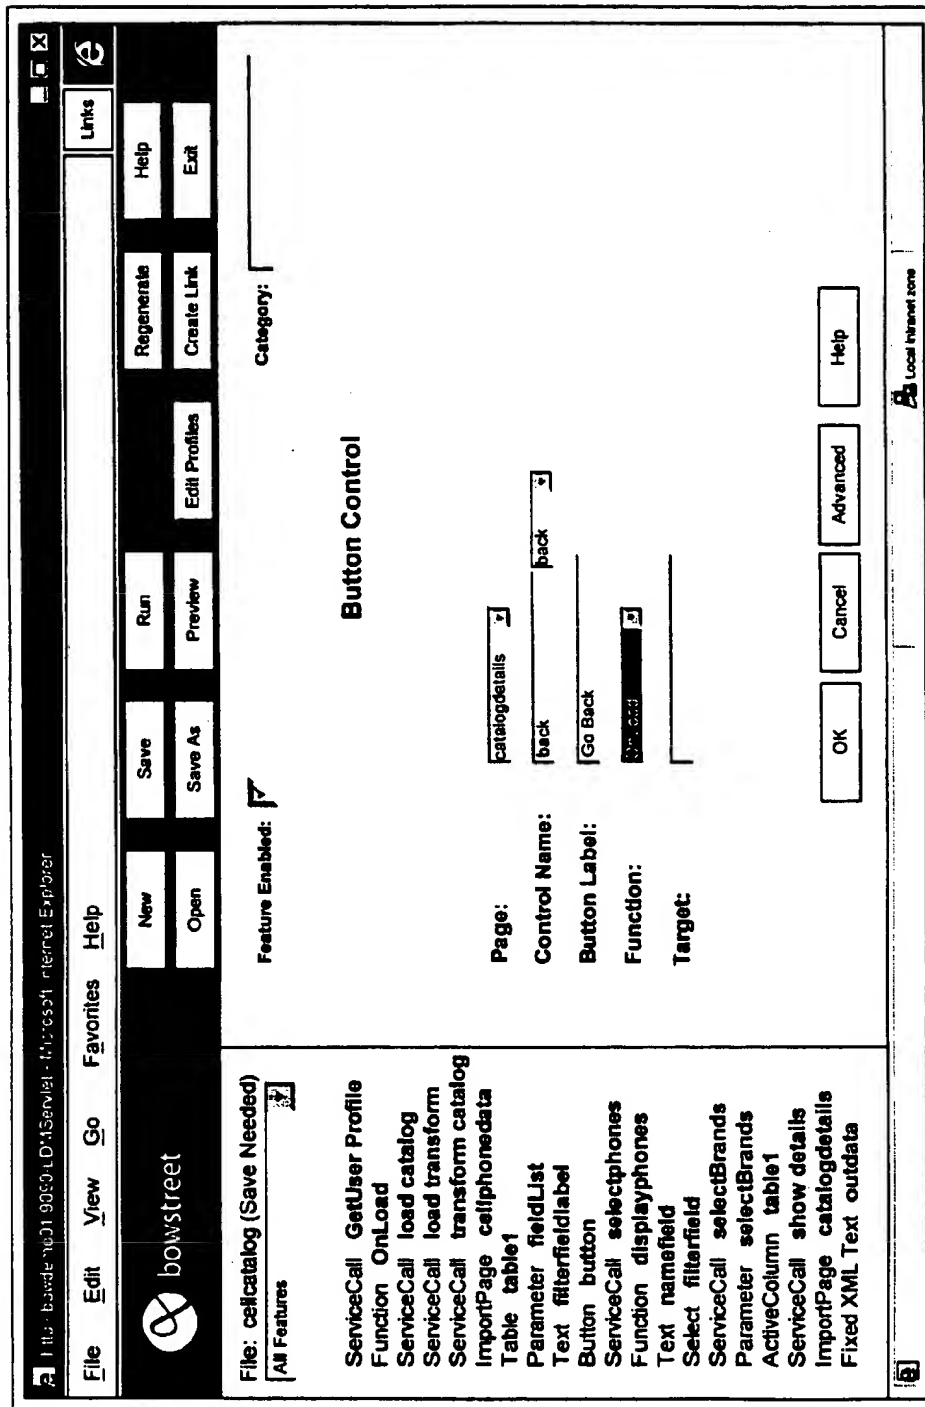 File Edit View Go Favorites Help
Links
bowstreet
New Save Run Regenerate Help
Open Save As Preview Edit Profiles Create Link Exit
File: cellcatalog (Save Needed)
All Features
ServiceCall GetUser Profile
Function OnLoad
ServiceCall load catalog
ServiceCall load transform
ServiceCall transform catalog
ImportPage cellphonedata
Table table1
Parameter fieldList
Text filterfieldlabel
Button button
ServiceCall selectphones
Function displayphones
Text namefield
Select filterfield
ServiceCall selectBrands
Parameter selectBrands
ActiveColumn table1
ServiceCall show details
ImportPage catalogdetails
Fixed XML Text outdata
Feature Enabled:
Category:
Button Control
Page: catalogdetails
Control Name: back back
Button Label: Go Back
Function:
Target:
OK Cancel Advanced Help
Local intranet zone